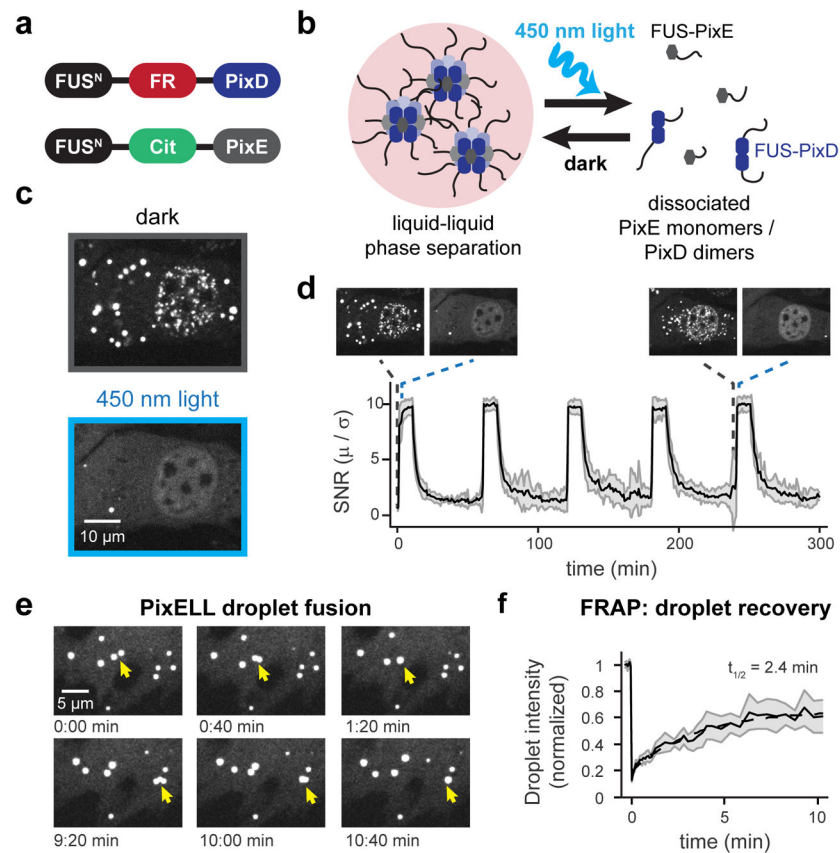 a
FUSᴺ FR PixD
FUSᴺ Cit PixE
b
450 nm light
FUS-PixE
FUS-PixD
dark
liquid-liquid
phase separation
dissociated
PixE monomers /
PixD dimers
c
dark
450 nm light
10 μm
d
SNR (μ / σ)
10
5
0
0 100 200 300
time (min)
e PixELL droplet fusion
5 μm
0:00 min 0:40 min 1:20 min
9:20 min 10:00 min 10:40 min
f FRAP: droplet recovery
t1/2 = 2.4 min
Droplet intensity
(normalized)
1
0.8
0.6
0.4
0.2
0
0 5 10
time (min)